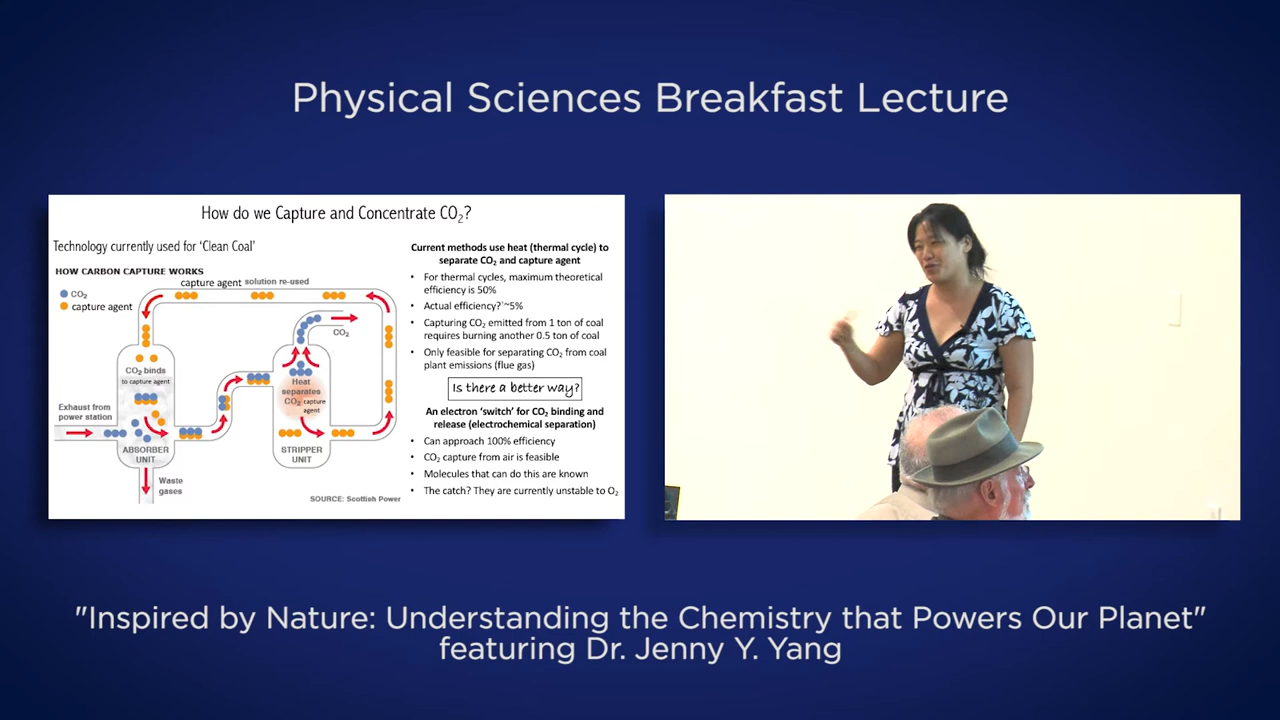 Physical Sciences Breakfast Lecture
How do we Capture and Concentrate CO₂?
Technology currently used for 'Clean Coal'
HOW CARBON CAPTURE WORKS
CO₂
capture agent
capture agent solution re-used
CO₂
CO₂ binds
to capture agent
Heat
separates
CO₂ capture
agent
Exhaust from
power station
ABSORBER
UNIT
STRIPPER
UNIT
Waste
gases
SOURCE: Scottish Power
Current methods use heat (thermal cycle) to
separate CO₂ and capture agent
• For thermal cycles, maximum theoretical
efficiency is 50%
• Actual efficiency? ~5%
• Capturing CO₂ emitted from 1 ton of coal
requires burning another 0.5 ton of coal
• Only feasible for separating CO₂ from coal
plant emissions (flue gas)
Is there a better way?
An electron 'switch' for CO₂ binding and
release (electrochemical separation)
• Can approach 100% efficiency
• CO₂ capture from air is feasible
• Molecules that can do this are known
• The catch? They are currently unstable to O₂
"Inspired by Nature: Understanding the Chemistry that Powers Our Planet"
featuring Dr. Jenny Y. Yang